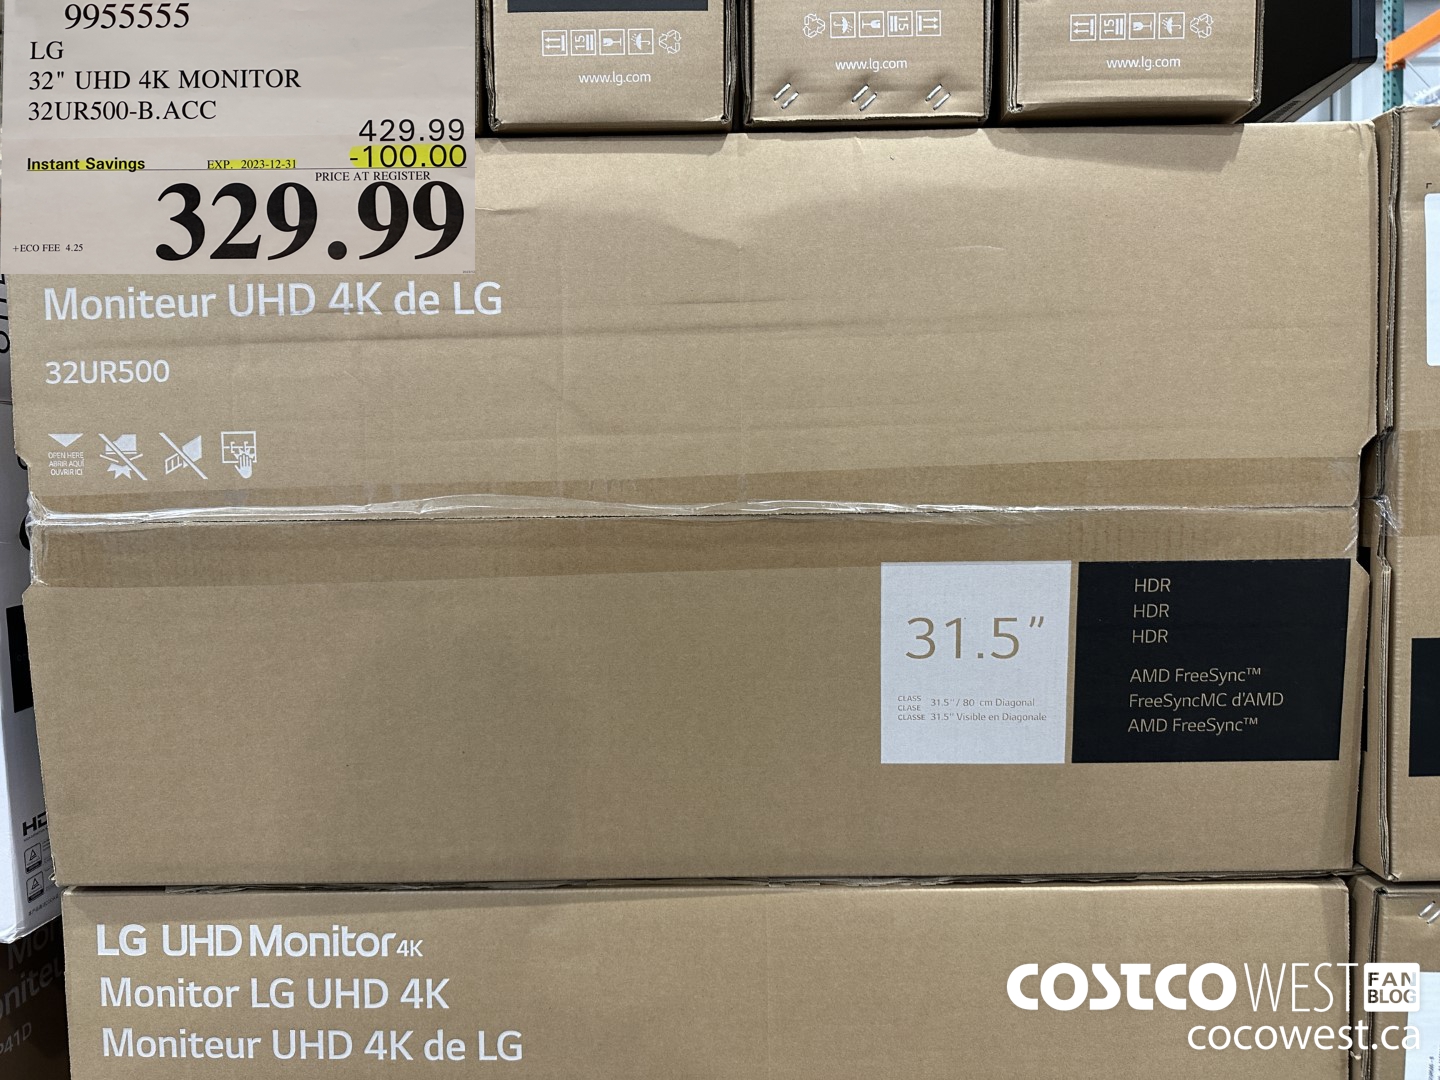 9955555
LG
32" UHD 4K MONITOR
32UR500-B.ACC
429.99
Instant Savings EXP. 2023-12-31 -100.00
PRICE AT REGISTER
329.99
+ECO FEE 4.25
www.lg.com
www.lg.com
www.lg.com
Moniteur UHD 4K de LG
32UR500
OPEN HERE
ABRIR AQUÍ
OUVRIR ICI
31.5"
CLASS
CLASE 31.5" / 80 cm Diagonal
CLASSE 31.5" Visible en Diagonale
HDR
HDR
HDR
AMD FreeSync™
FreeSyncMC d'AMD
AMD FreeSync™
LG UHD Monitor 4K
Monitor LG UHD 4K
Moniteur UHD 4K de LG
COSTCO WEST FAN BLOG
cocowest.ca